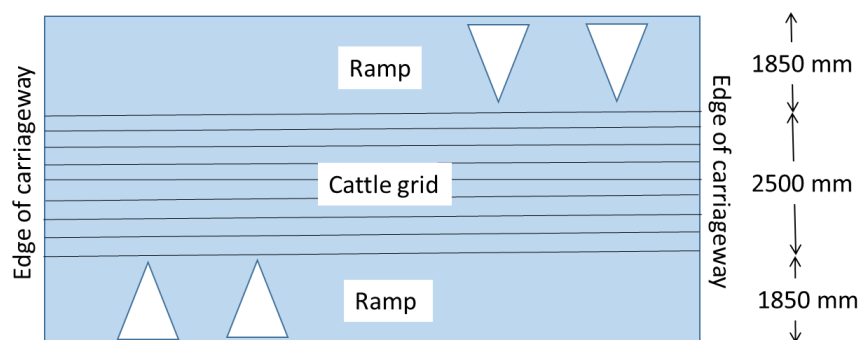 Edge of carriageway
Ramp
Cattle grid
Ramp
Edge of carriageway
1850 mm
2500 mm
1850 mm